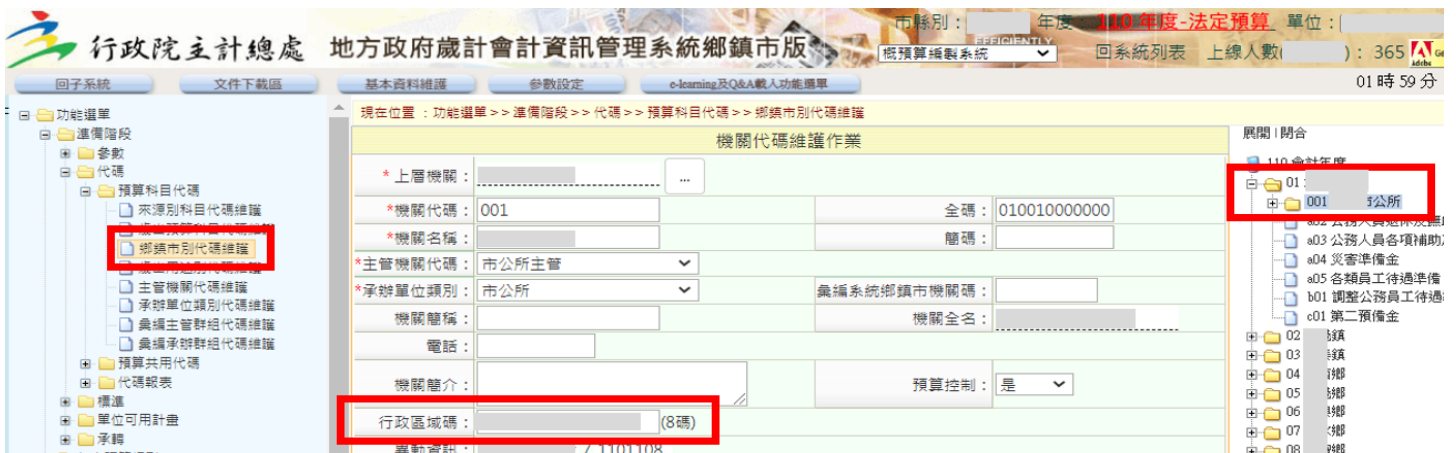 市縣別： 年度 110 年度-法定預算 單位：
行政院主計總處 地方政府歲計會計資訊管理系統鄉鎮市版
EFFICIENTLY
概預算編製系統 回系統列表 上線人數( )： 365
Adobe
回子系統 文件下載區 基本資料維護 參數設定 e-learning及Q&A載入功能選單 01 時 59 分
功能選單
準備階段
參數
代碼
預算科目代碼
來源別科目代碼維護
鄉鎮市別代碼維護
主管機關代碼維護
承辦單位類別代碼維護
彙編主管群組代碼維護
彙編承辦群組代碼維護
預算共用代碼
代碼報表
標準
單位可用計畫
承轉
現在位置 ：功能選單>>準備階段>>代碼>>預算科目代碼>>鄉鎮市別代碼維護
機關代碼維護作業
* 上層機關： ...
*機關代碼： 001 全碼： 010010000000
*機關名稱： 簡碼：
*主管機關代碼： 市公所主管
*承辦單位類別： 市公所 彙編系統鄉鎮市機關碼：
機關簡稱： 機關全名：
電話：
機關簡介： 預算控制： 是
行政區域碼： (8碼)
異動資訊： / 1101108
展開 | 閉合
110 會計年度
01
001 市公所
a03 公務人員各項補助
a04 災害準備金
a05 各類員工待遇準備
b01 調整公務員工待遇
c01 第二預備金
02 鎮
03 鎮
04 鄉
05 鄉
06 鄉
07 鄉
08 鄉